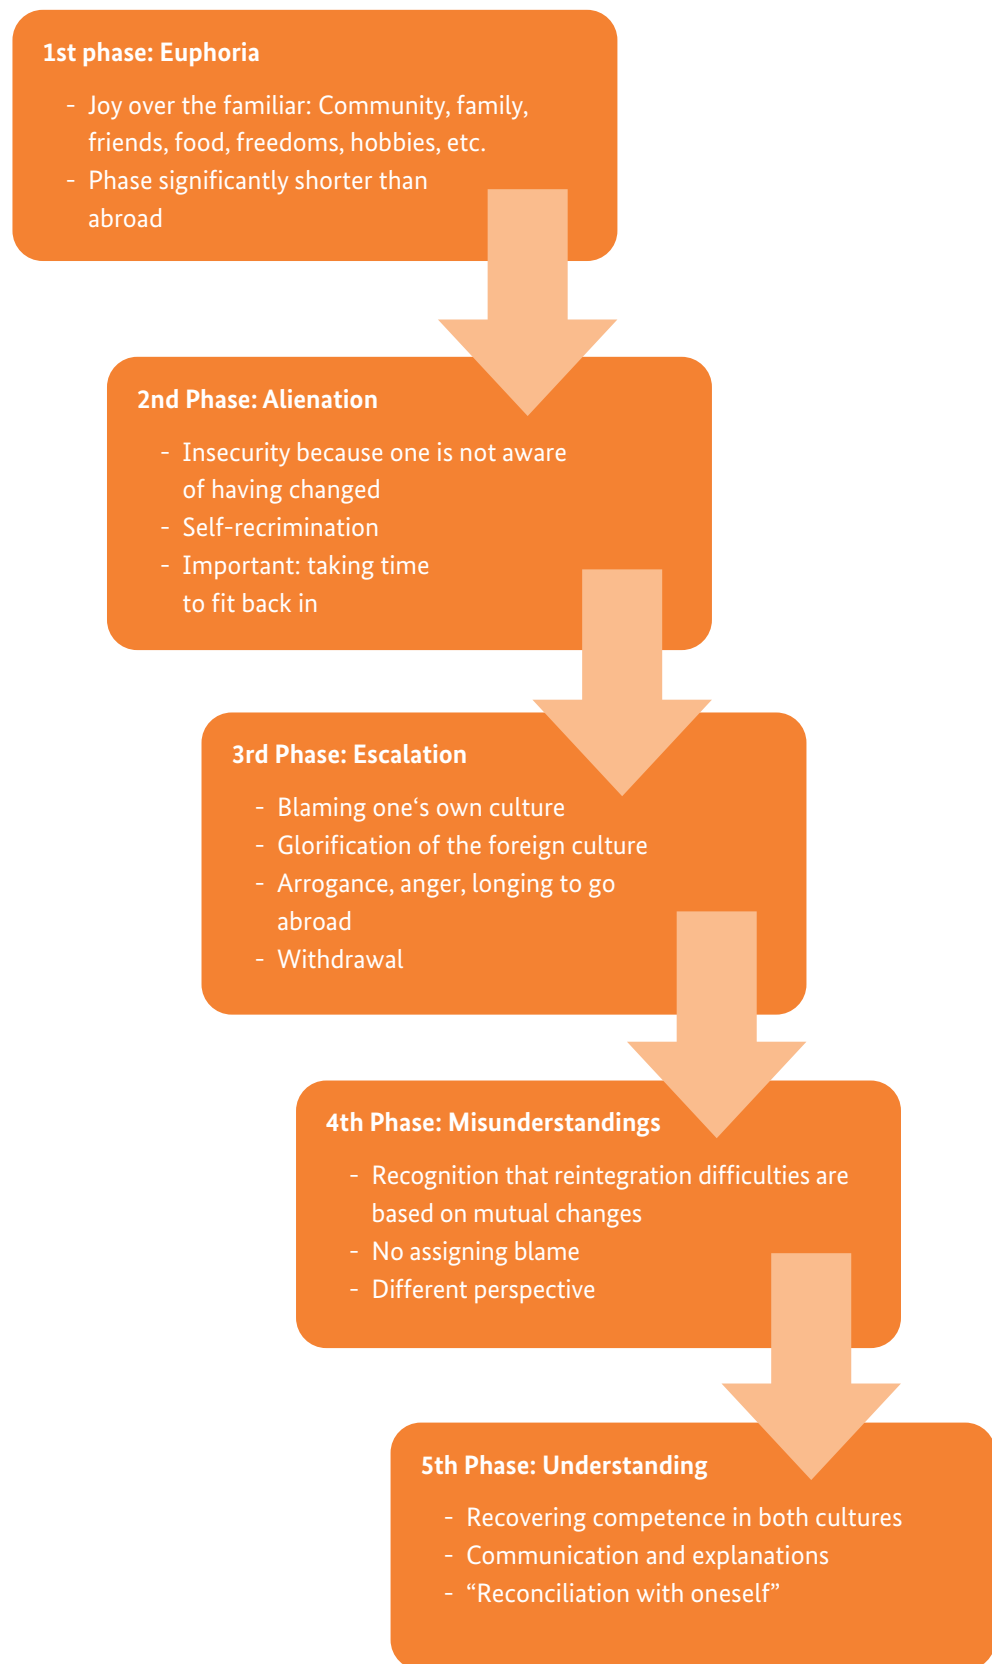 1st phase: Euphoria
- Joy over the familiar: Community, family,
friends, food, freedoms, hobbies, etc.
- Phase significantly shorter than
abroad
2nd Phase: Alienation
- Insecurity because one is not aware
of having changed
- Self-recrimination
- Important: taking time
to fit back in
3rd Phase: Escalation
- Blaming one‘s own culture
- Glorification of the foreign culture
- Arrogance, anger, longing to go
abroad
- Withdrawal
4th Phase: Misunderstandings
- Recognition that reintegration difficulties are
based on mutual changes
- No assigning blame
- Different perspective
5th Phase: Understanding
- Recovering competence in both cultures
- Communication and explanations
- “Reconciliation with oneself”